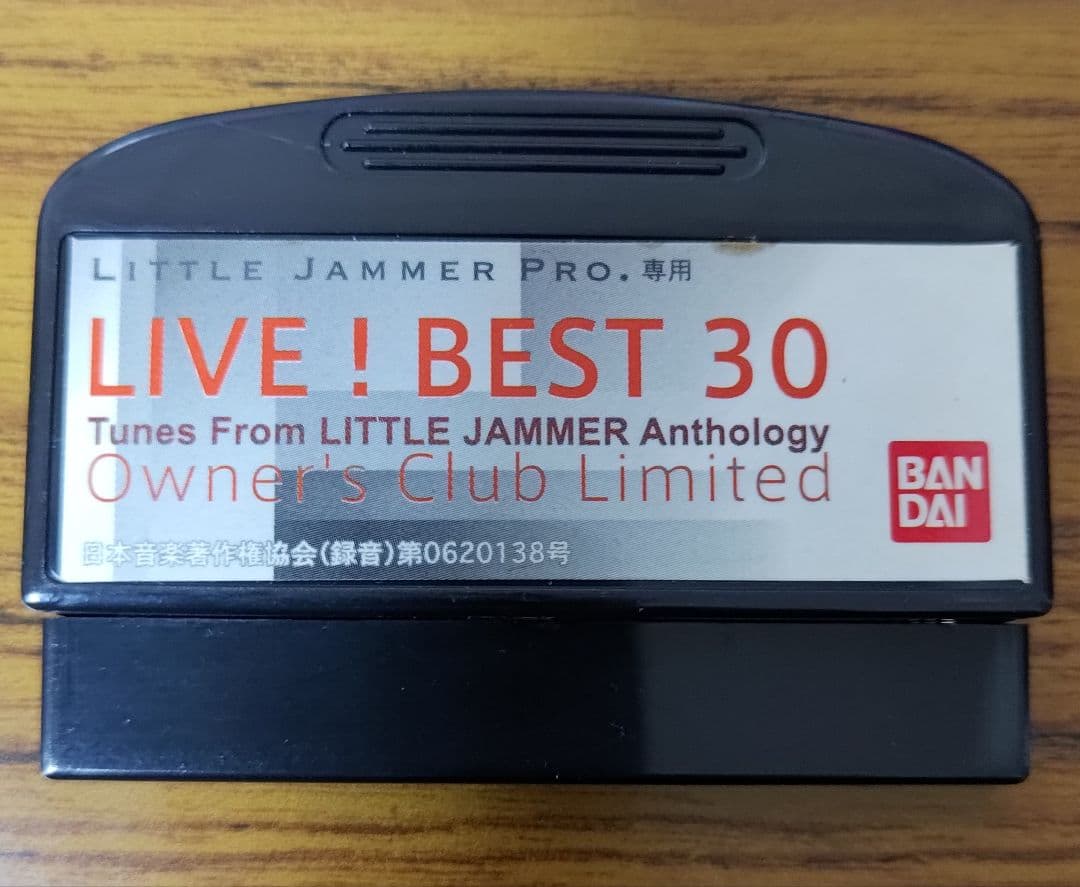 LITTLE JAMMER PRO. 専用
LIVE ! BEST 30
Tunes From LITTLE JAMMER Anthology
Owner's Club Limited
BAN
DAI
日本音楽著作権協会(録音)第0620138号